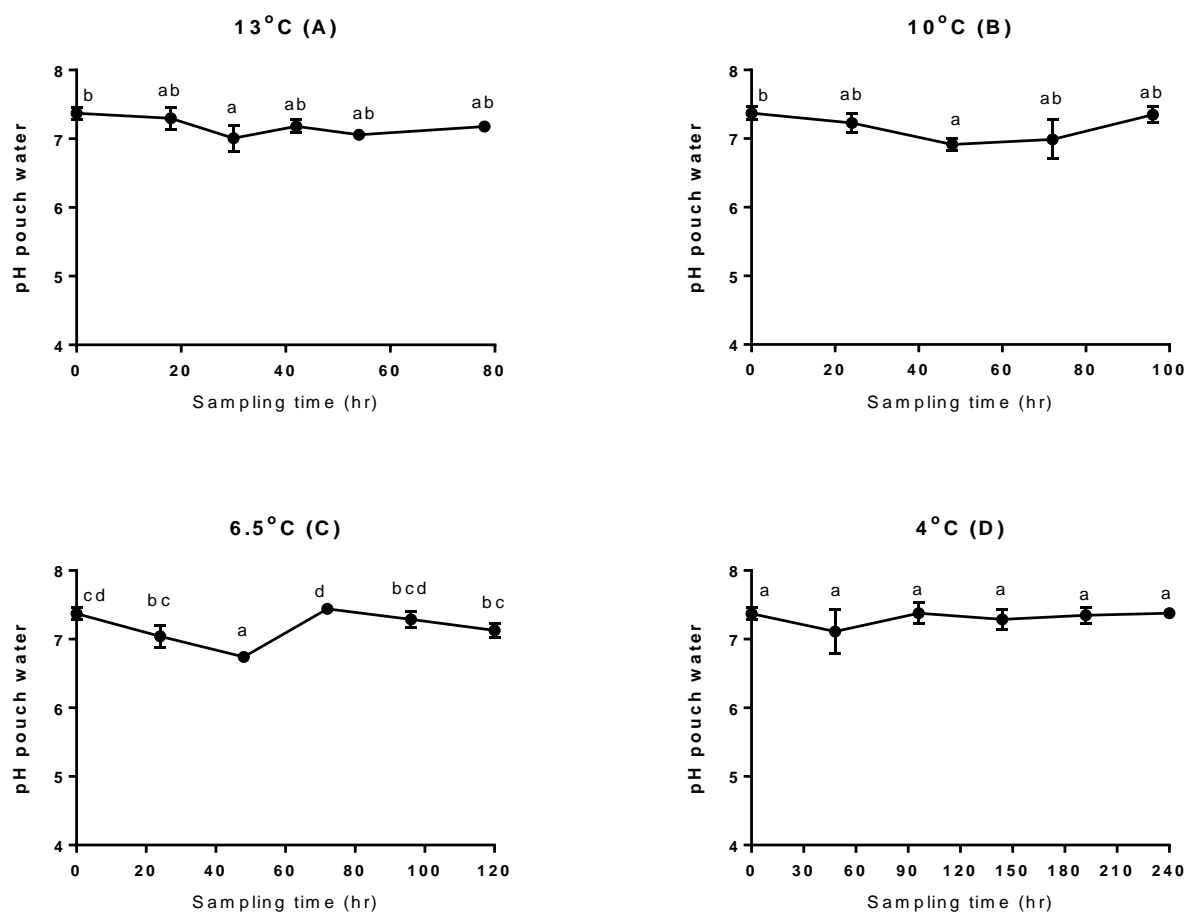 13°C (A)
8
7
6
5
4
pH pouch water
b
ab
a
ab
ab
ab
0 20 40 60 80
Sampling time (hr)
10°C (B)
8
7
6
5
4
pH pouch water
b
ab
a
ab
ab
0 20 40 60 80 100
Sampling time (hr)
6.5°C (C)
8
7
6
5
4
pH pouch water
cd
bc
a
d
bcd
bc
0 20 40 60 80 100 120
Sampling time (hr)
4°C (D)
8
7
6
5
4
pH pouch water
a
a
a
a
a
a
0 30 60 90 120 150 180 210 240
Sampling time (hr)